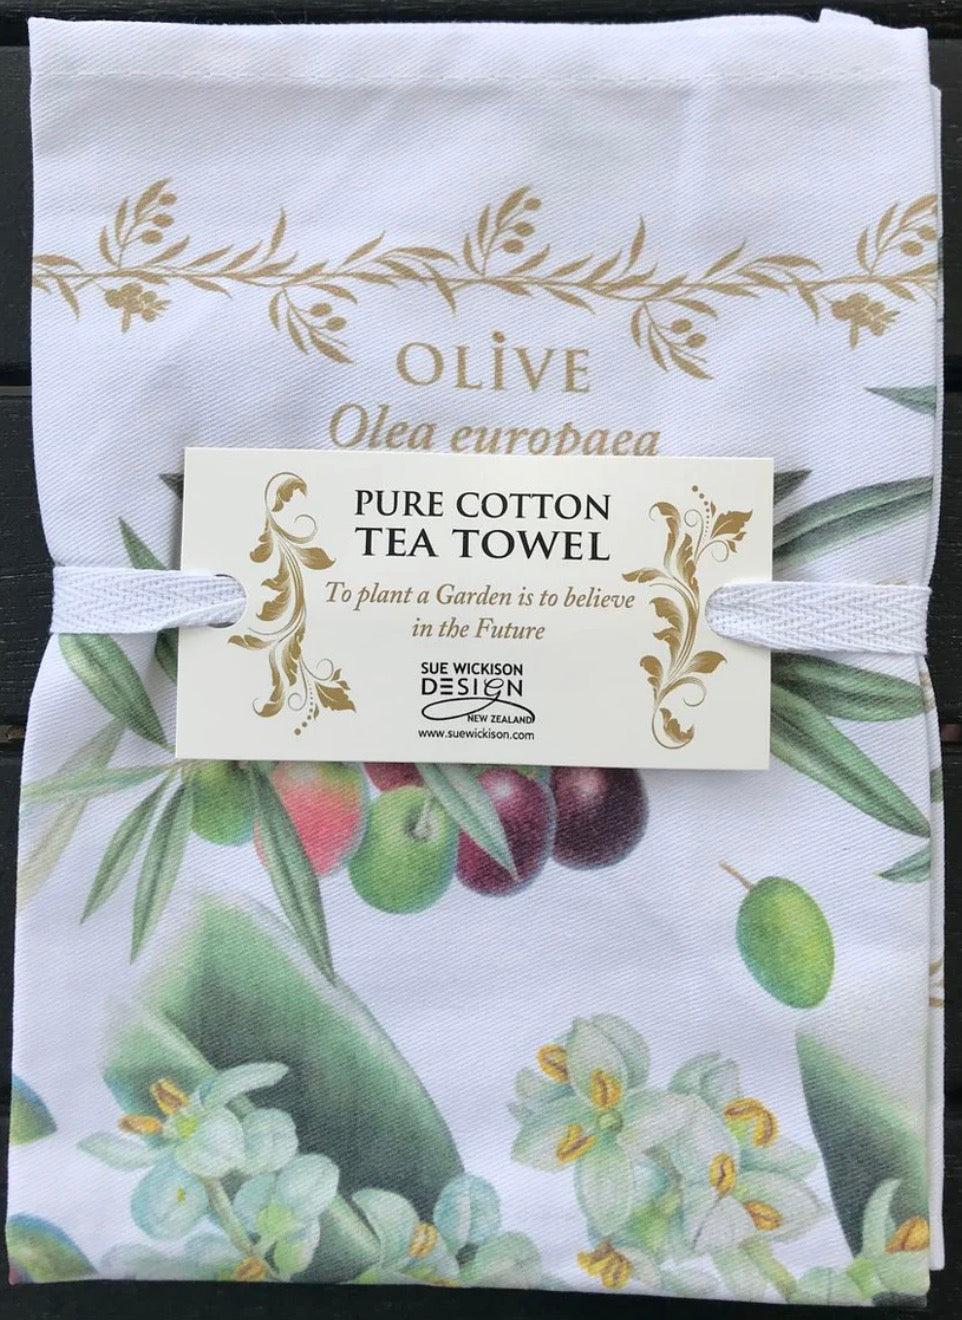 OLiVE
Olea europaea
PURE COTTON
TEA TOWEL
To plant a Garden is to believe
in the Future
SUE WICKISON
DESIGN
NEW ZEALAND
www.suewickison.com